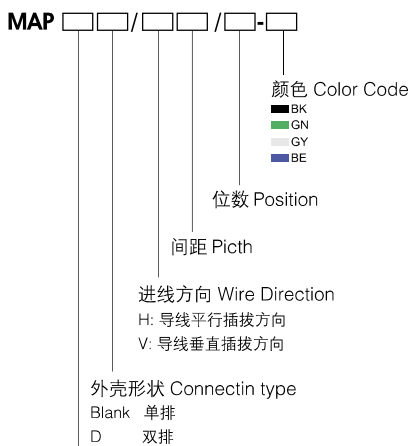 MAP / / -
颜色 Color Code
BK
GN
GY
BE
位数 Position
间距 Picth
进线方向 Wire Direction
H: 导线平行插拔方向
V: 导线垂直插拔方向
外壳形状 Connectin type
Blank 单排
D 双排